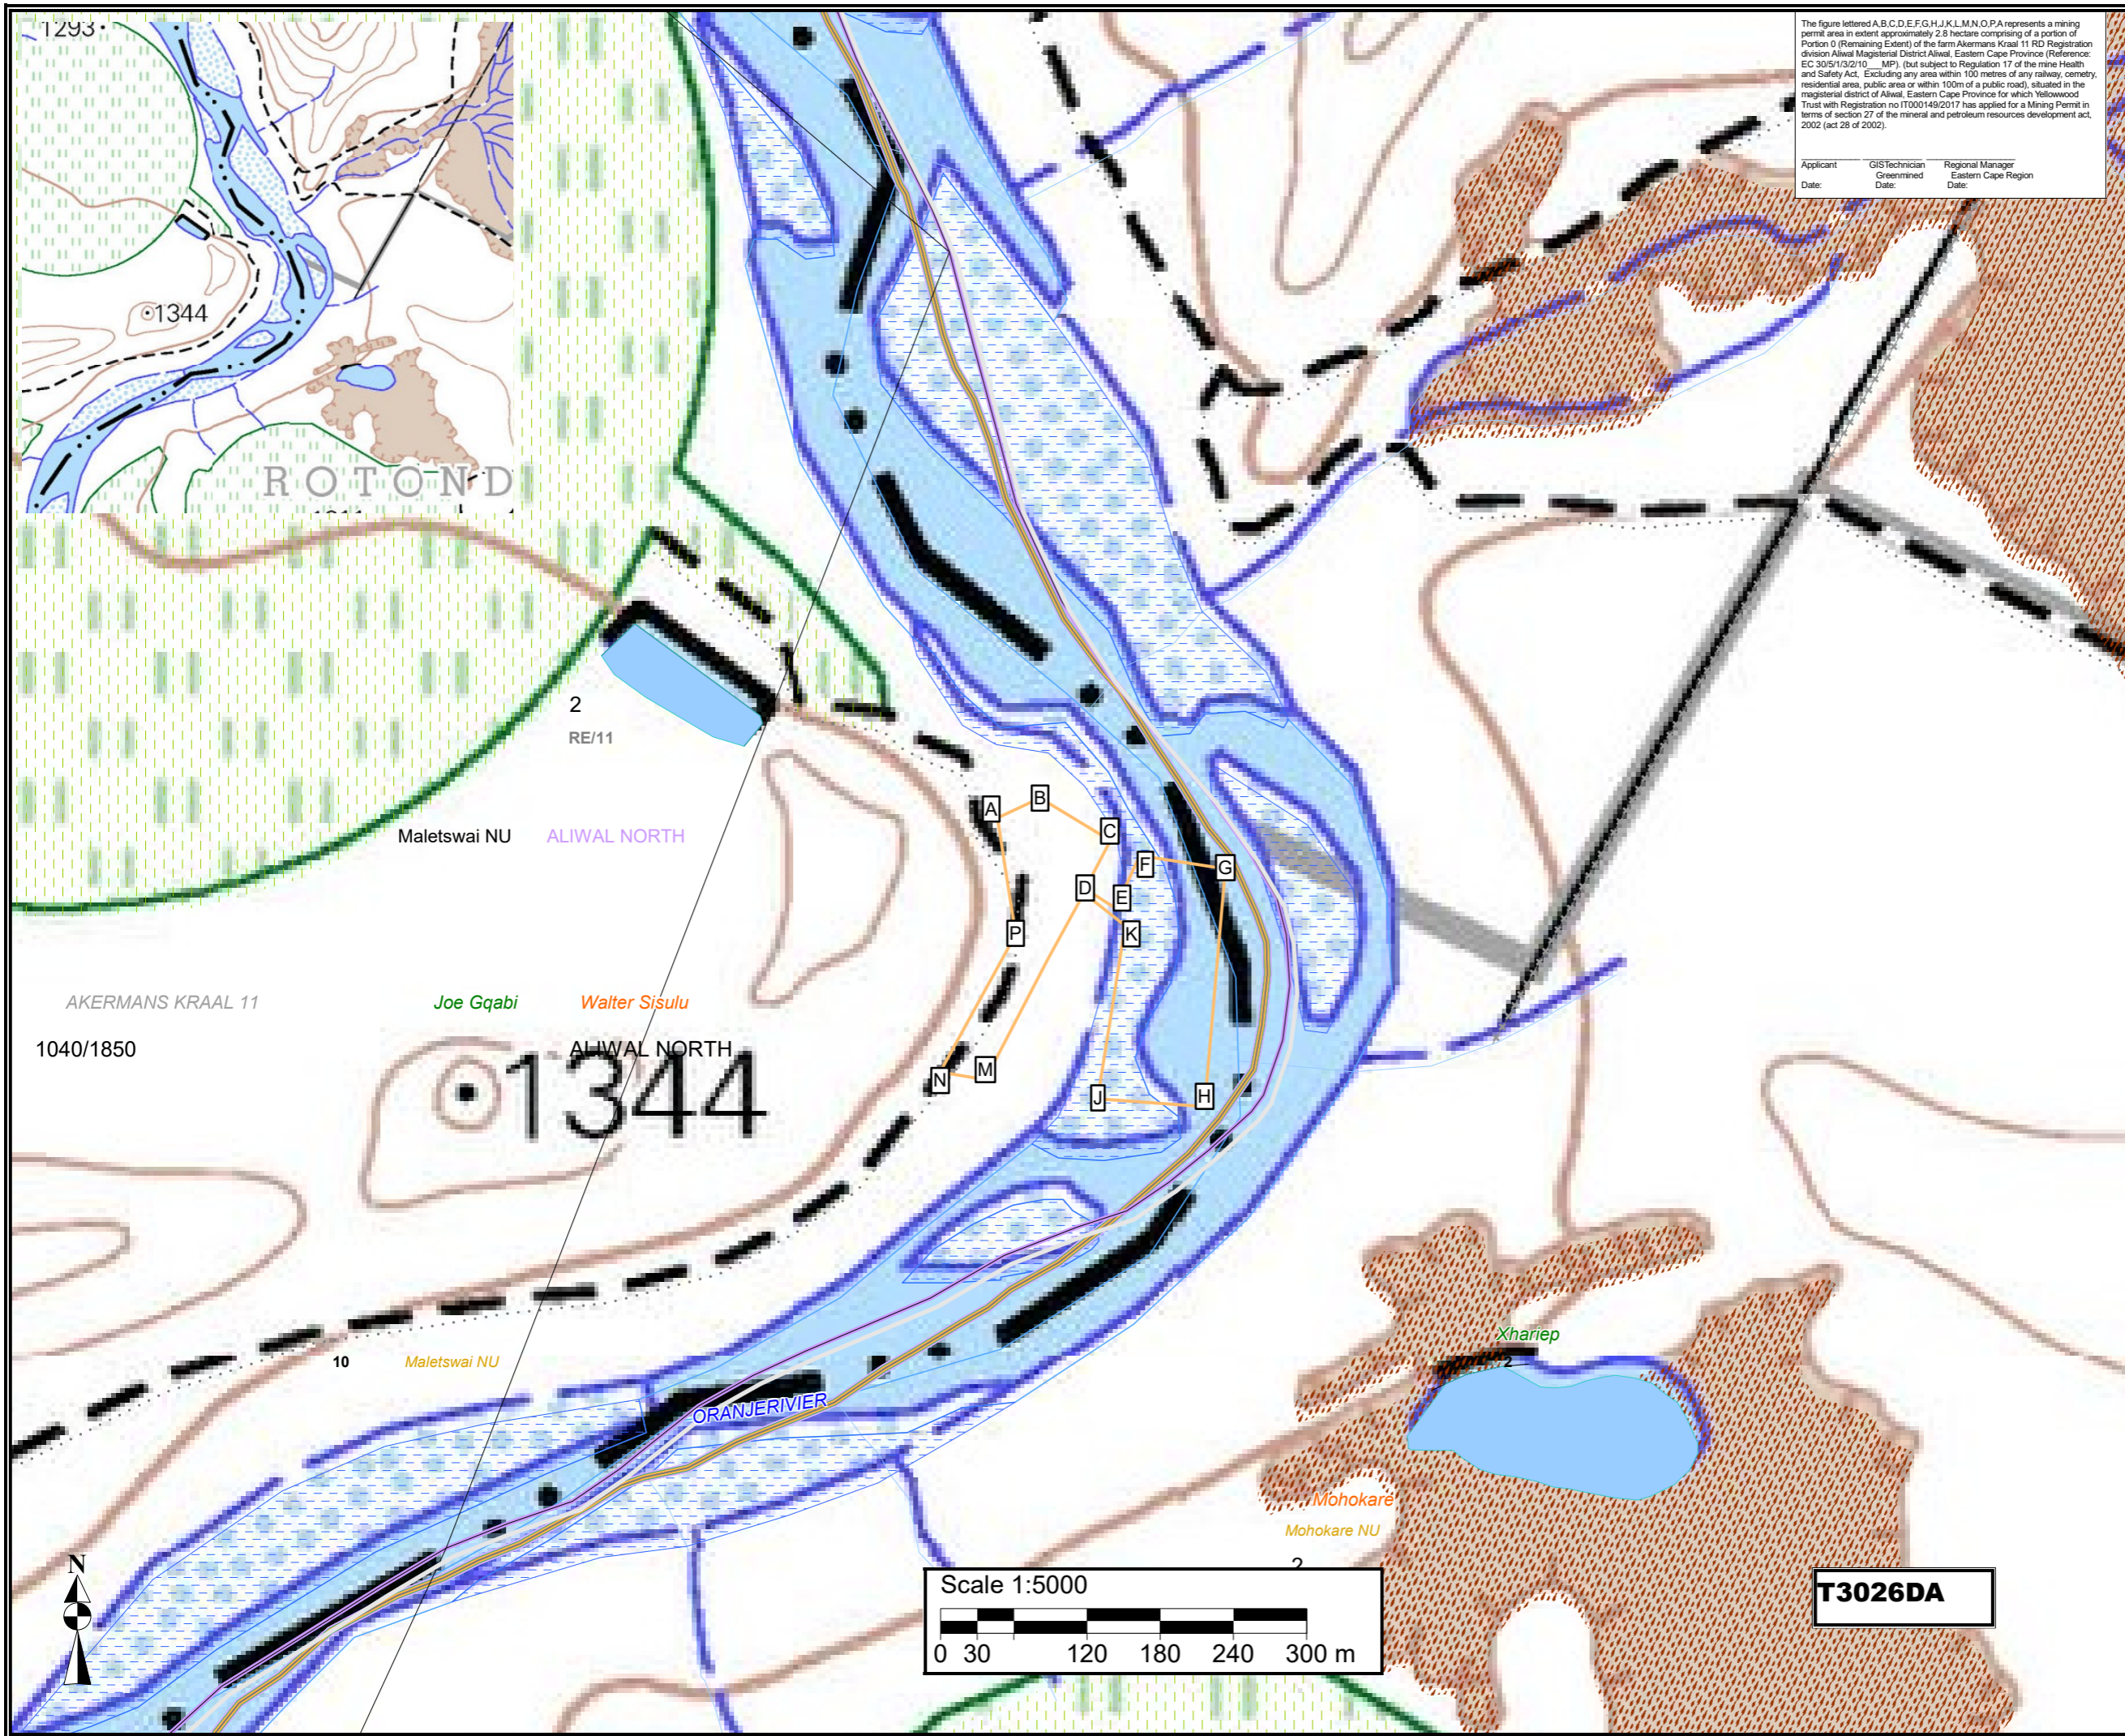 1293
1344
ROTOND
The figure lettered A,B,C,D,E,F,G,H,J,K,L,M,N,O,P,A represents a mining
permit area in extent approximately 2.8 hectare comprising of a portion of
Portion 0 (Remaining Extent) of the farm Akermans Kraal 11 RD Registration
division Aliwal Magisterial District Aliwal, Eastern Cape Province (Reference:
EC 30/5/1/3/2/10___MP). (but subject to Regulation 17 of the mine Health
and Safety Act, Excluding any area within 100 metres of any railway, cemetry,
residential area, public area or within 100m of a public road), situated in the
magisterial district of Aliwal, Eastern Cape Province for which Yellowwood
Trust with Registration no IT000149/2017 has applied for a Mining Permit in
terms of section 27 of the mineral and petroleum resources development act,
2002 (act 28 of 2002).
Applicant GISTechnician Regional Manager
Greenmined Eastern Cape Region
Date: Date: Date:
2
RE/11
A
B
C
D
E
F
G
K
P
N
M
J
H
Maletswai NU ALIWAL NORTH
AKERMANS KRAAL 11 Joe Gqabi Walter Sisulu
1040/1850
ALIWAL NORTH
1344
10 Maletswai NU
ORANJERIVIER
Xhariep
2
Mohokare
Mohokare NU
2
N
Scale 1:5000
0 30 120 180 240 300 m
T3026DA